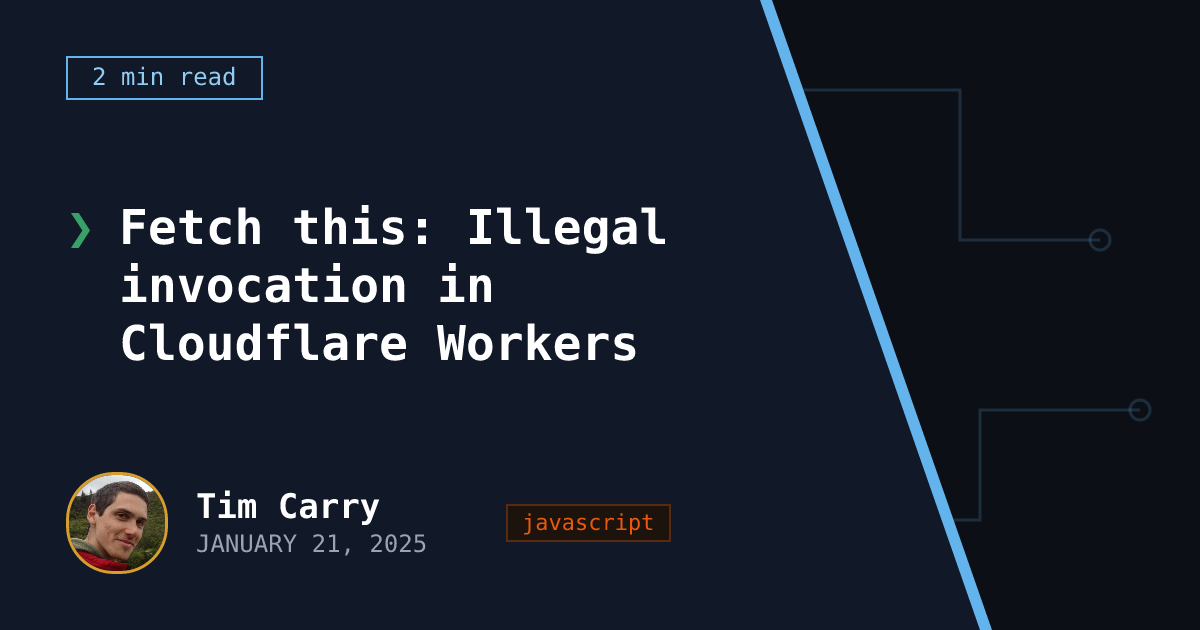 2 min read
❯ Fetch this: Illegal
invocation in
Cloudflare Workers
Tim Carry
JANUARY 21, 2025
javascript